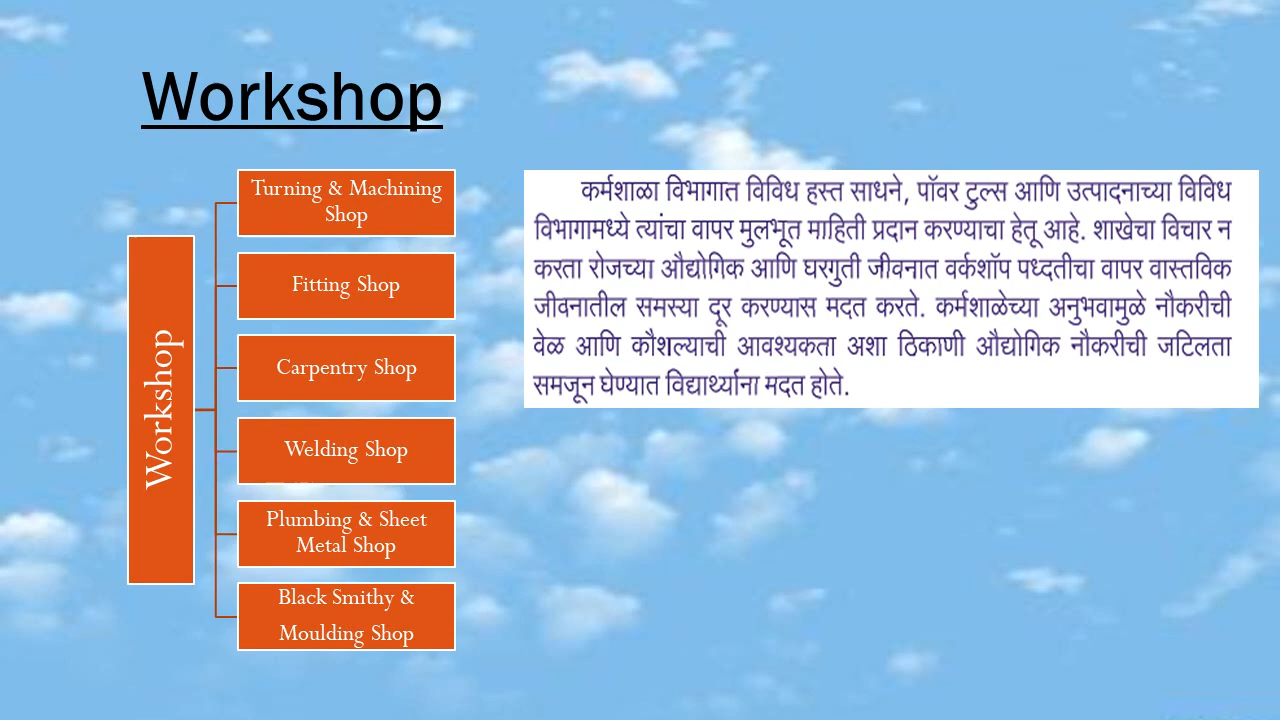 Workshop
Workshop
Turning & Machining
Shop
Fitting Shop
Carpentry Shop
Welding Shop
Plumbing & Sheet
Metal Shop
Black Smithy &
Moulding Shop
कर्मशाळा विभागात विविध हस्त साधने, पॉवर टुल्स आणि उत्पादनाच्या विविध
विभागामध्ये त्यांचा वापर मुलभूत माहिती प्रदान करण्याचा हेतू आहे. शाखेचा विचार न
करता रोजच्या औद्योगिक आणि घरगुती जीवनात वर्कशॉप पध्दतीचा वापर वास्तविक
जीवनातील समस्या दूर करण्यास मदत करते. कर्मशाळेच्या अनुभवामुळे नौकरीची
वेळ आणि कौशल्याची आवश्यकता अशा ठिकाणी औद्योगिक नौकरीची जटिलता
समजून घेण्यात विद्यार्थ्यांना मदत होते.